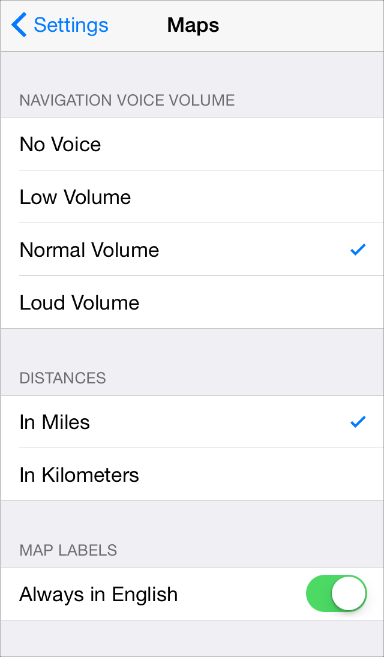 Settings Maps
NAVIGATION VOICE VOLUME
No Voice
Low Volume
Normal Volume
Loud Volume
DISTANCES
In Miles
In Kilometers
MAP LABELS
Always in English